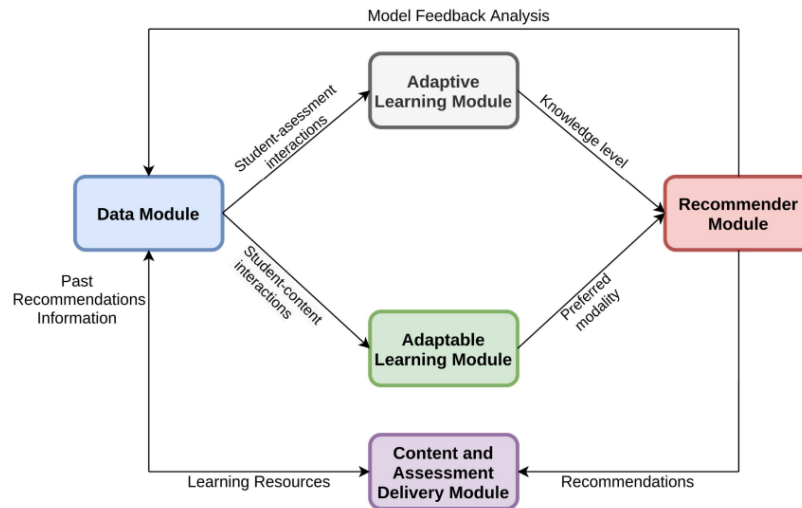 Model Feedback Analysis
Adaptive
Learning Module
Student-asessment
interactions
Knowledge level
Data Module
Recommender
Module
Student-content
interactions
Preferred
modality
Past
Recommendations
Information
Adaptable
Learning Module
Content and
Assessment
Delivery Module
Learning Resources
Recommendations